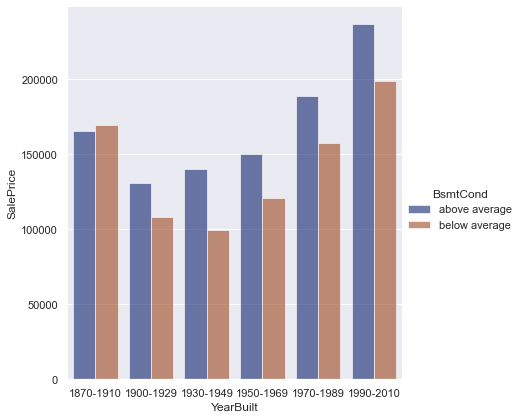 200000
150000
100000
50000
0
SalePrice
1870-1910 1900-1929 1930-1949 1950-1969 1970-1989 1990-2010
YearBuilt
BsmtCond
above average
below average